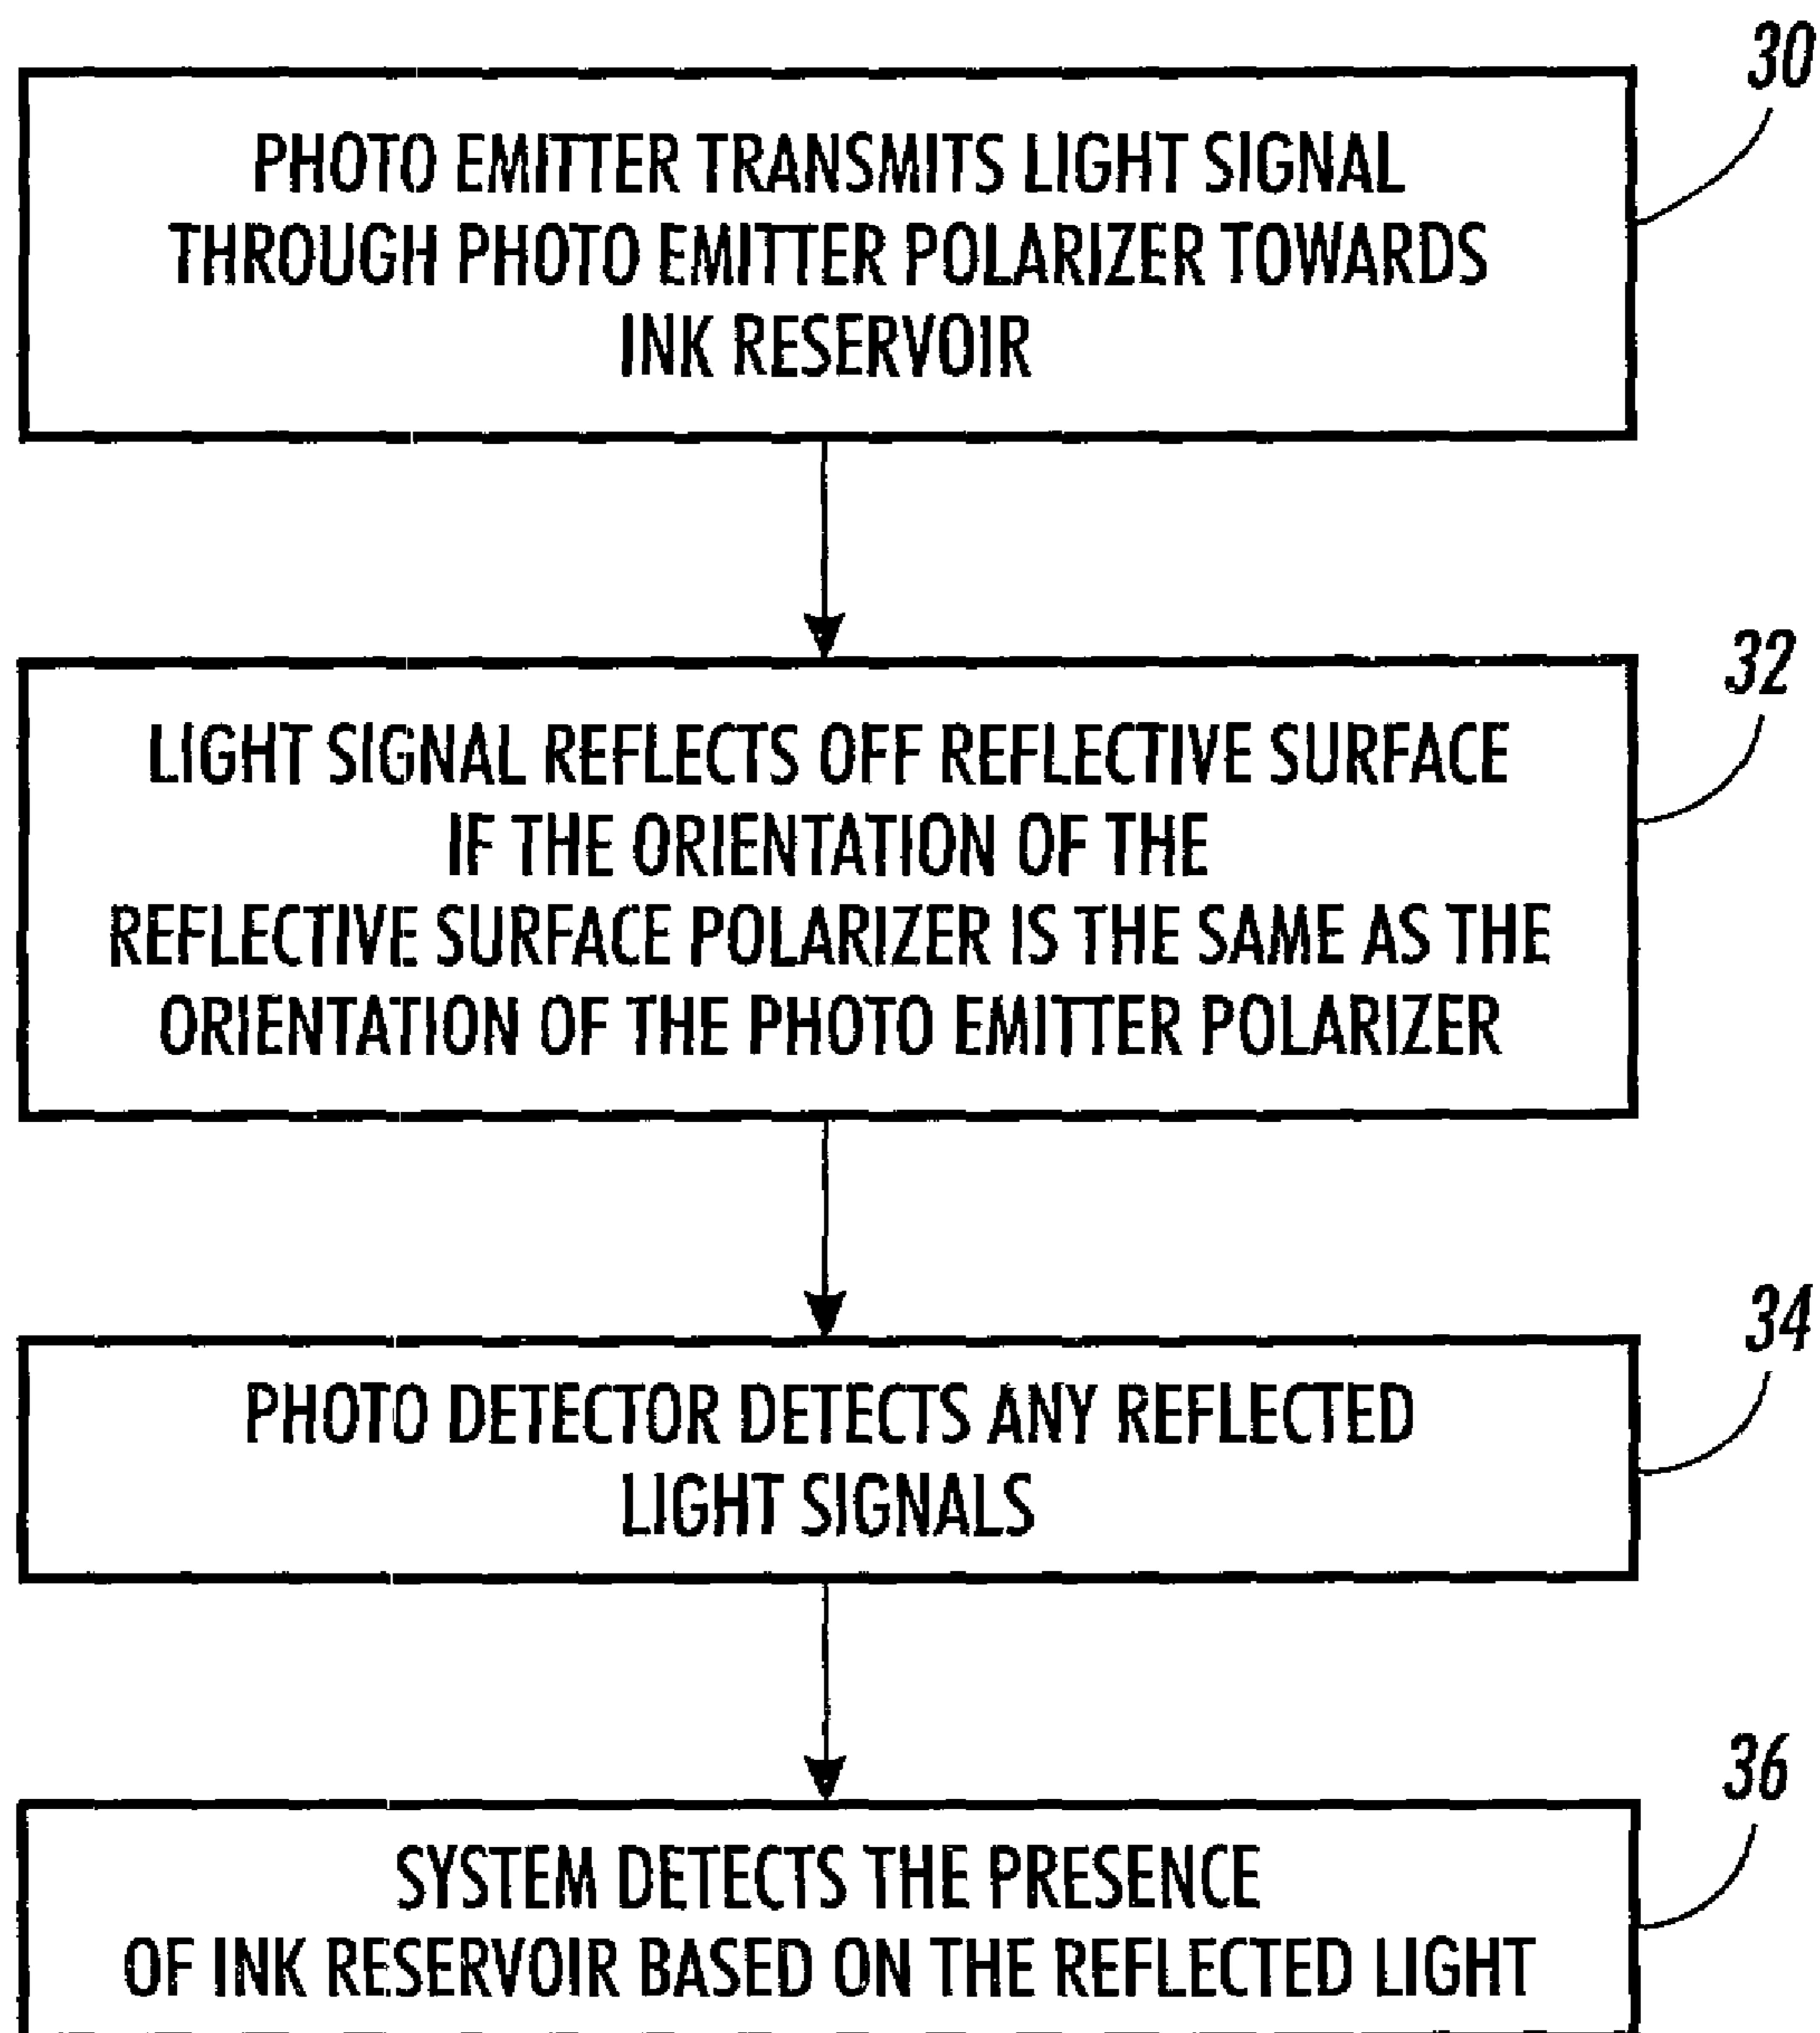 30
PHOTO EMITTER TRANSMITS LIGHT SIGNAL
THROUGH PHOTO EMITTER POLARIZER TOWARDS
INK RESERVOIR
32
LIGHT SIGNAL REFLECTS OFF REFLECTIVE SURFACE
IF THE ORIENTATION OF THE
REFLECTIVE SURFACE POLARIZER IS THE SAME AS THE
ORIENTATION OF THE PHOTO EMITTER POLARIZER
34
PHOTO DETECTOR DETECTS ANY REFLECTED
LIGHT SIGNALS
36
SYSTEM DETECTS THE PRESENCE
OF INK RESERVOIR BASED ON THE REFLECTED LIGHT